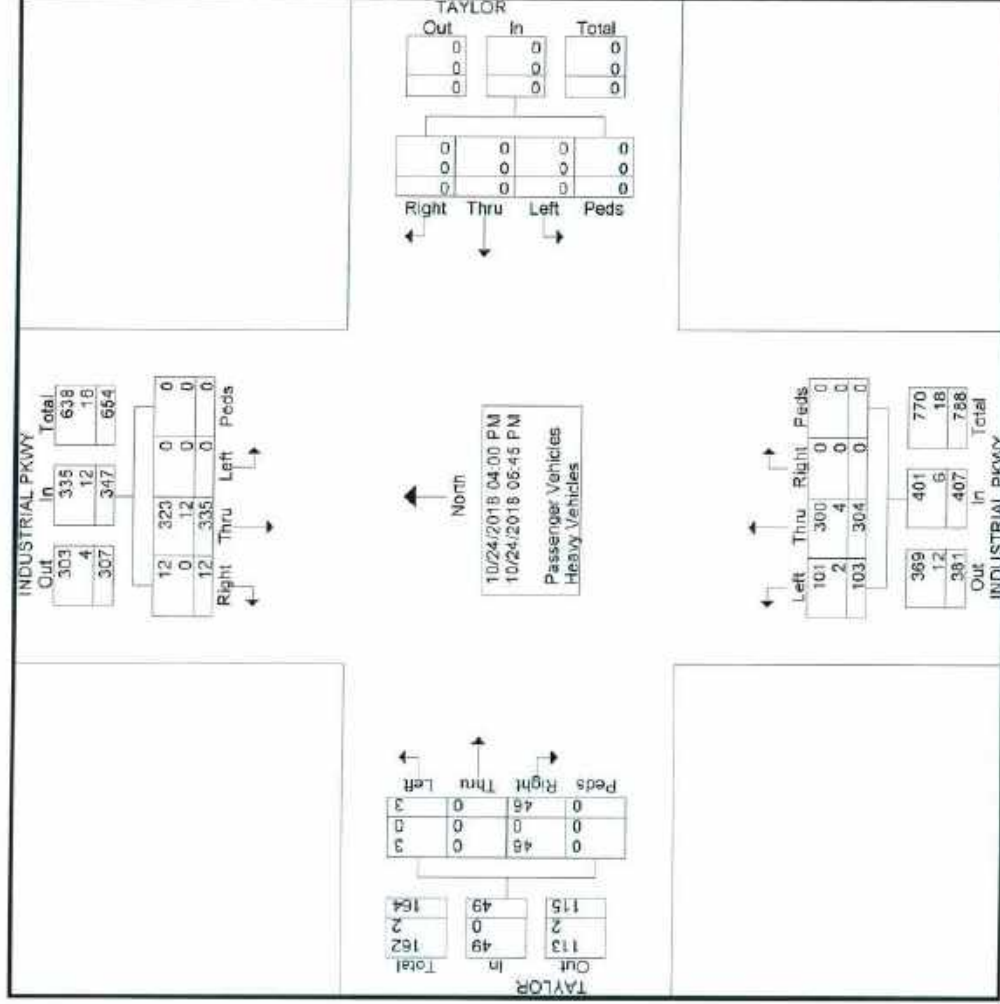 TAYLOR
Out In Total
0 0 0
0 0 0
0 0 0
0 0 0 0
0 0 0 0
0 0 0 0
Right Thru Left Peds
INDUSTRIAL PKWY
Out In Total
303 335 638
4 12 16
307 347 654
12 323 0 0
0 12 0 0
12 335 0 0
Right Thru Left Peds
North
10/24/2018 04:00 PM
10/24/2018 05:45 PM
Passenger Vehicles
Heavy Vehicles
Left Thru Right Peds
101 300 0 0
2 4 0 0
103 304 0 0
369 401 770
12 6 18
381 407 788
Out In Total
INDUSTRIAL PKWY
Left Thru Right Peds
3 0 46 0
0 0 0 0
3 0 46 0
164 49 115
2 0 2
162 49 113
Total In Out
TAYLOR